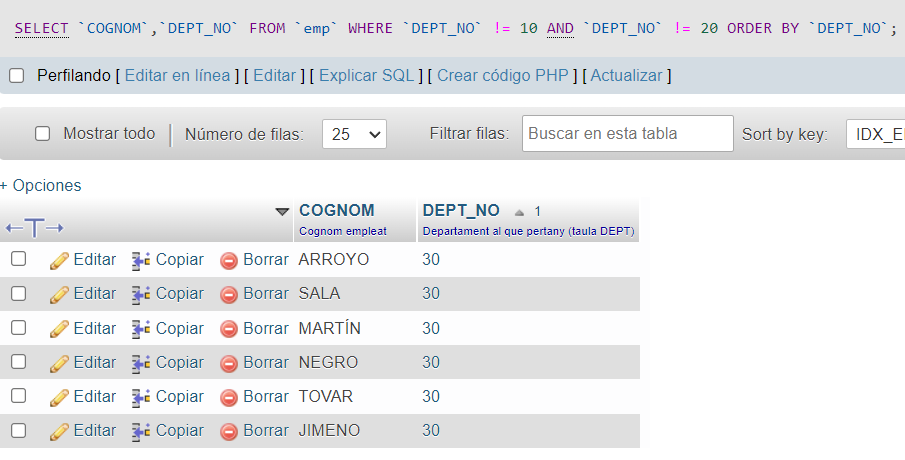 SELECT `COGNOM`,`DEPT_NO` FROM `emp` WHERE `DEPT_NO` != 10 AND `DEPT_NO` != 20 ORDER BY `DEPT_NO`;
Perfilando [ Editar en línea ] [ Editar ] [ Explicar SQL ] [ Crear código PHP ] [ Actualizar ]
Mostrar todo | Número de filas: 25 Filtrar filas: Buscar en esta tabla Sort by key: IDX_E
+ Opciones
COGNOM DEPT_NO 1
Cognom empleat Departament al que pertany (taula DEPT)
Editar Copiar Borrar ARROYO 30
Editar Copiar Borrar SALA 30
Editar Copiar Borrar MARTÍN 30
Editar Copiar Borrar NEGRO 30
Editar Copiar Borrar TOVAR 30
Editar Copiar Borrar JIMENO 30